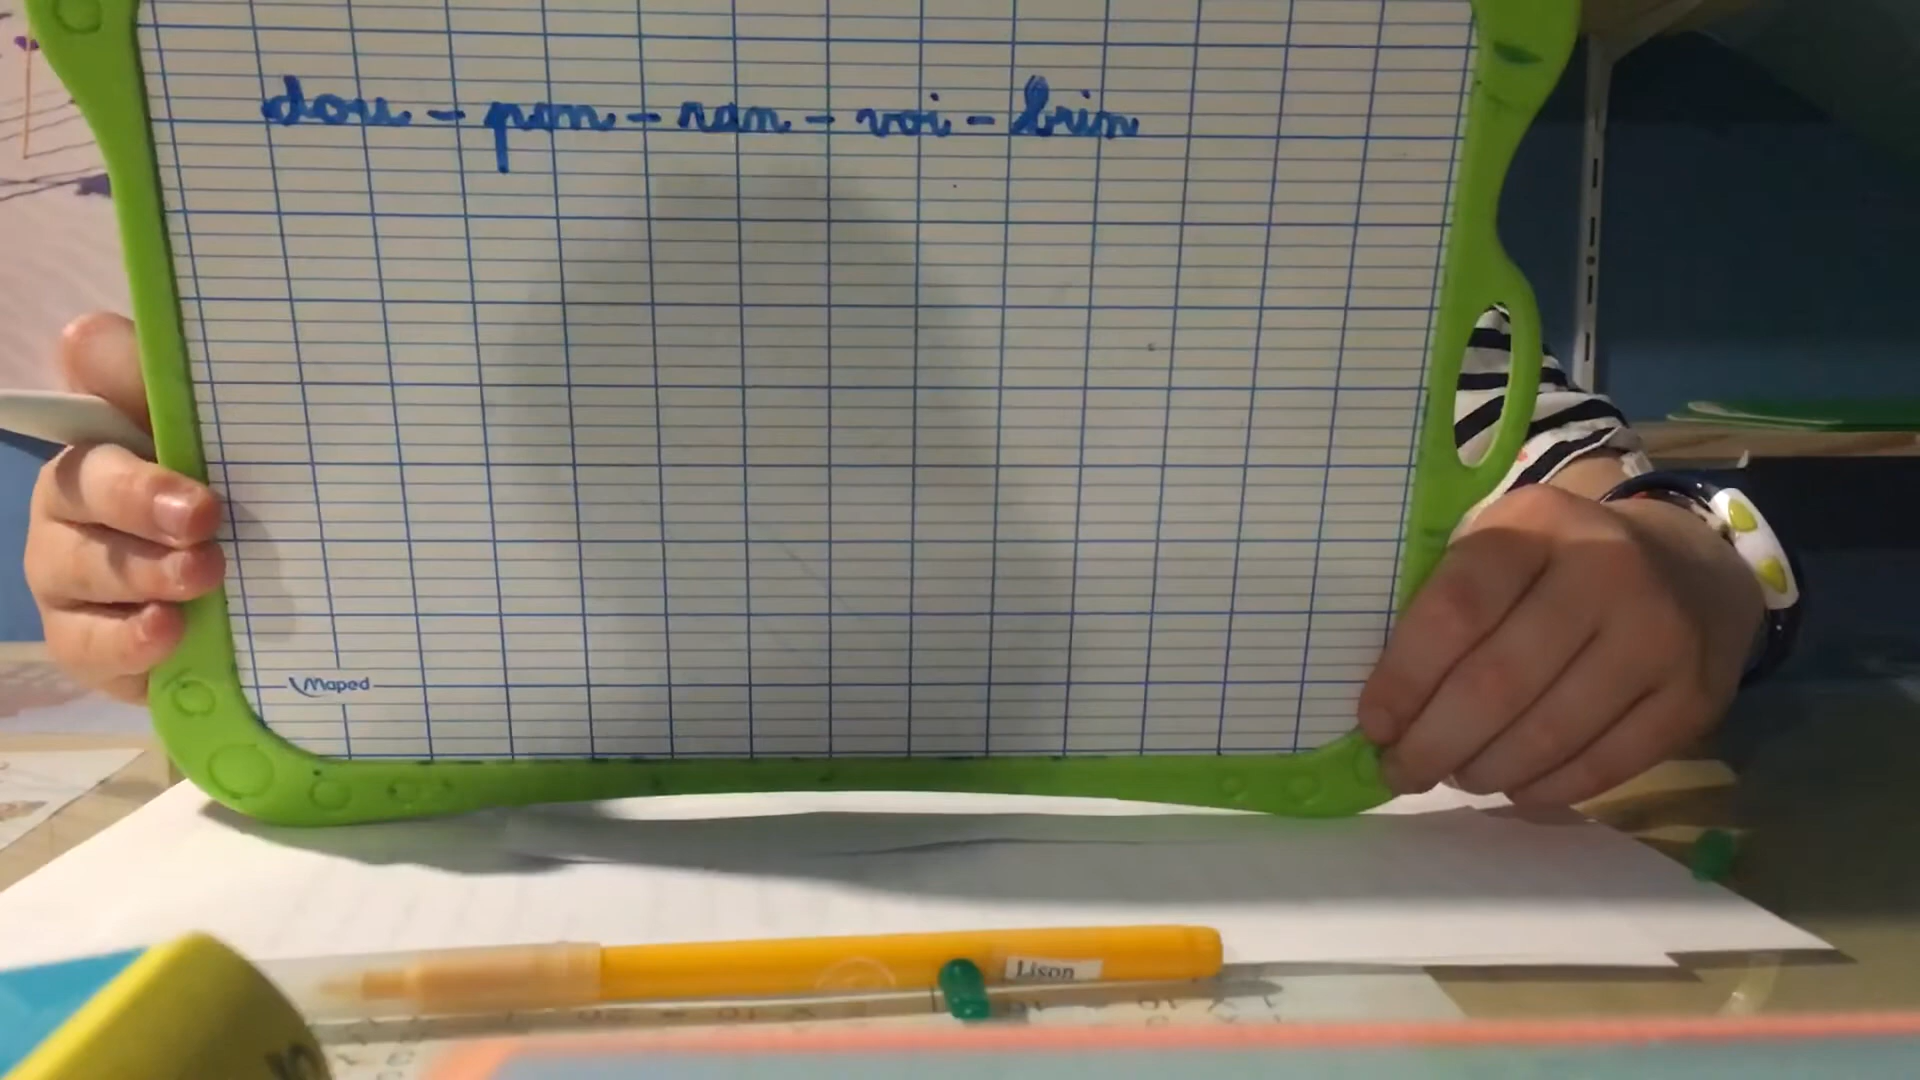 dou - pon - ran - voi - brin
Maped
Lison